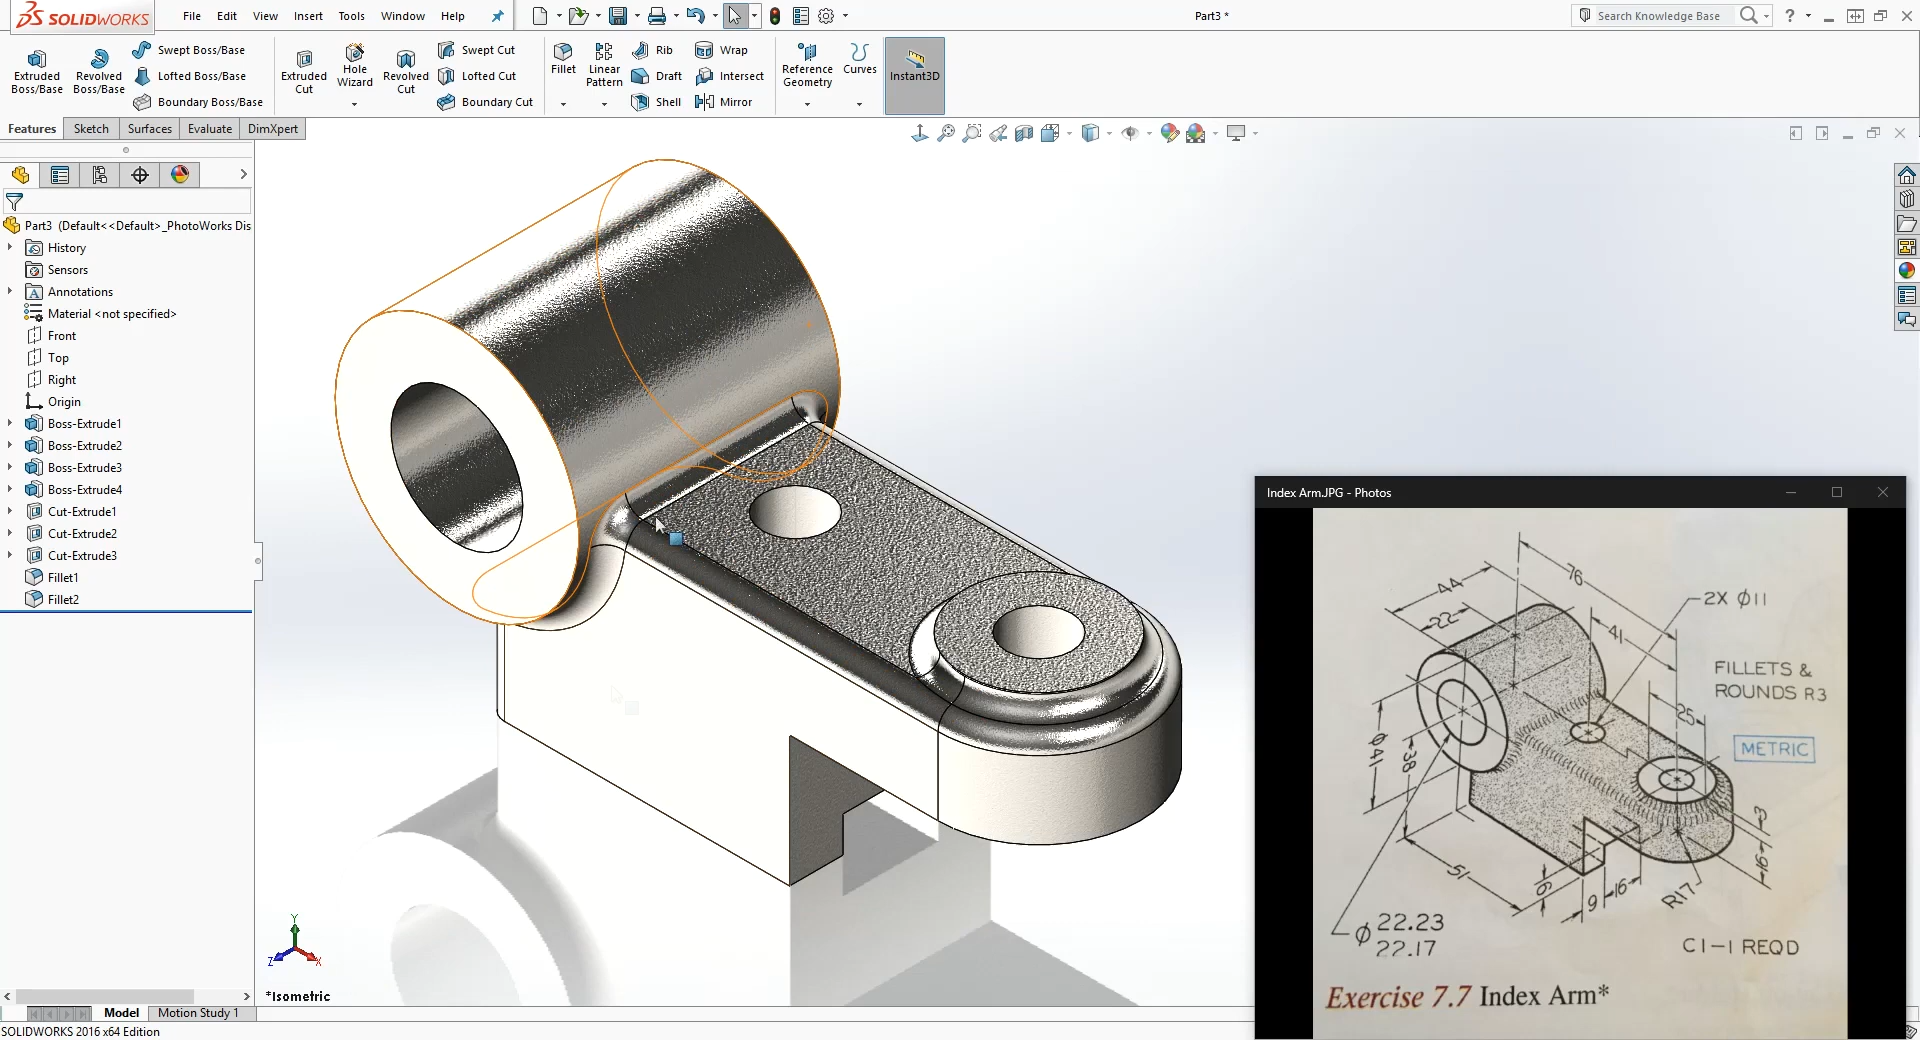 SOLIDWORKS
File Edit View Insert Tools Window Help
Part3 *
Search Knowledge Base
?
Extruded Boss/Base
Revolved Boss/Base
Swept Boss/Base
Lofted Boss/Base
Boundary Boss/Base
Extruded Cut
Hole Wizard
Revolved Cut
Swept Cut
Lofted Cut
Boundary Cut
Fillet
Linear Pattern
Rib
Draft
Shell
Wrap
Intersect
Mirror
Reference Geometry
Curves
Instant3D
Features Sketch Surfaces Evaluate DimXpert
Part3 (Default<<Default>_PhotoWorks Dis
History
Sensors
Annotations
Material <not specified>
Front
Top
Right
Origin
Boss-Extrude1
Boss-Extrude2
Boss-Extrude3
Boss-Extrude4
Cut-Extrude1
Cut-Extrude2
Cut-Extrude3
Fillet1
Fillet2
Y
Z
X
*Isometric
Model Motion Study 1
SOLIDWORKS 2016 x64 Edition
Index Arm.JPG - Photos
76
44
22
2X Ø11
41
FILLETS &
ROUNDS R3
25
METRIC
Ø41
38
3
16
51
16
9
R17
Ø 22.23
22.17
C I – I REQD
Exercise 7.7 Index Arm*